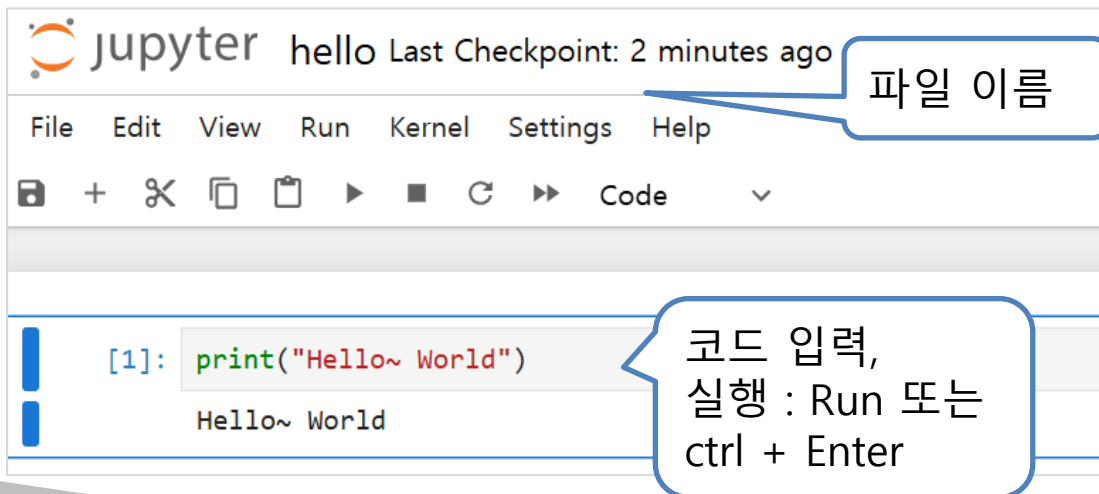 jupyter hello Last Checkpoint: 2 minutes ago
파일 이름
File Edit View Run Kernel Settings Help
Code
[1]: print("Hello~ World")
Hello~ World
코드 입력,
실행 : Run 또는
ctrl + Enter